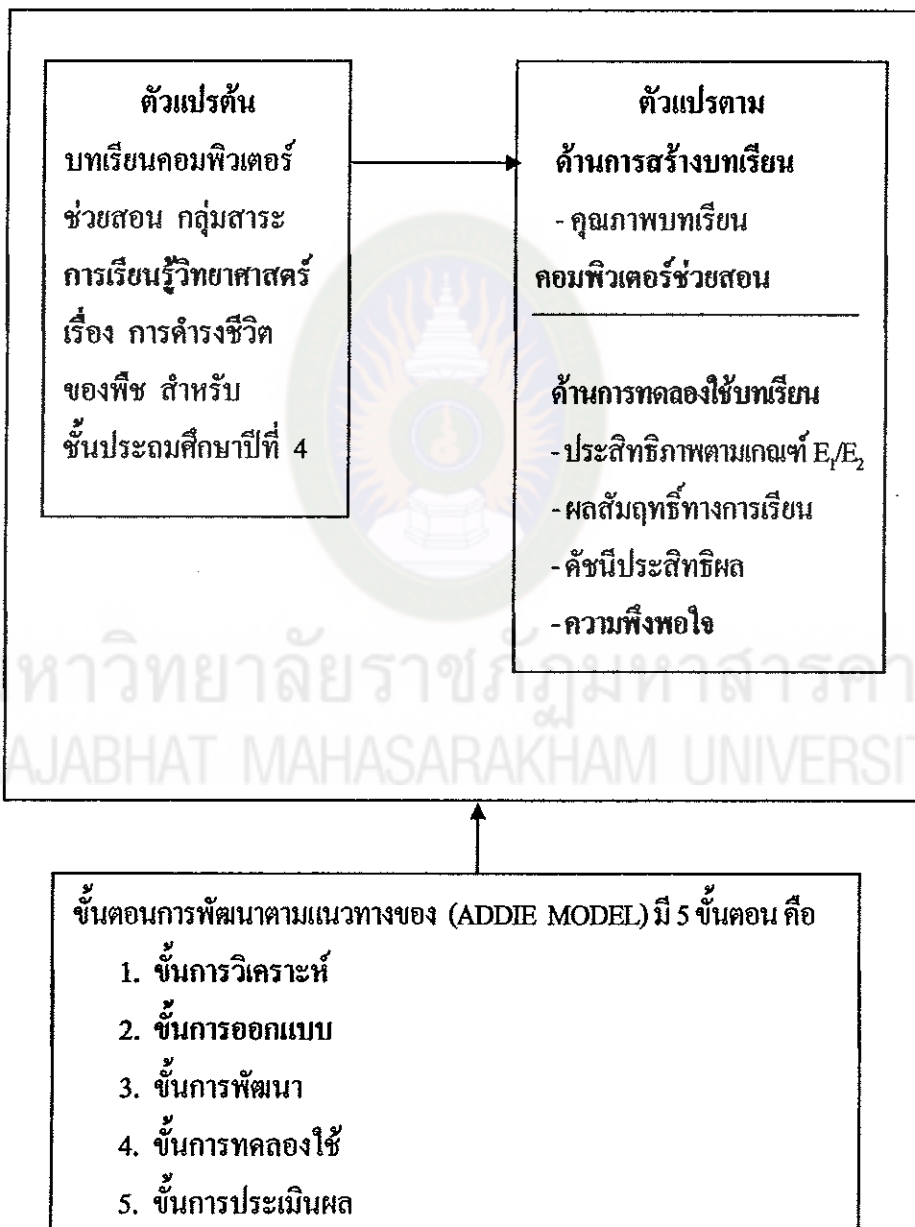 ตัวแปรต้น
บทเรียนคอมพิวเตอร์
ช่วยสอน กลุ่มสาระ
การเรียนรู้วิทยาศาสตร์
เรื่อง การดำรงชีวิต
ของพืช สำหรับ
ชั้นประถมศึกษาปีที่ 4
ตัวแปรตาม
ด้านการสร้างบทเรียน
- คุณภาพบทเรียน
คอมพิวเตอร์ช่วยสอน
ด้านการทดลองใช้บทเรียน
- ประสิทธิภาพตามเกณฑ์ E₁/E₂
- ผลสัมฤทธิ์ทางการเรียน
- ดัชนีประสิทธิผล
- ความพึงพอใจ
หาวิทยาลัยราชภัฏมหาสารคา
AJABHAT MAHASARAKHAM UNIVERSIT
ขั้นตอนการพัฒนาตามแนวทางของ (ADDIE MODEL) มี 5 ขั้นตอน คือ
1. ขั้นการวิเคราะห์
2. ขั้นการออกแบบ
3. ขั้นการพัฒนา
4. ขั้นการทดลองใช้
5. ขั้นการประเมินผล